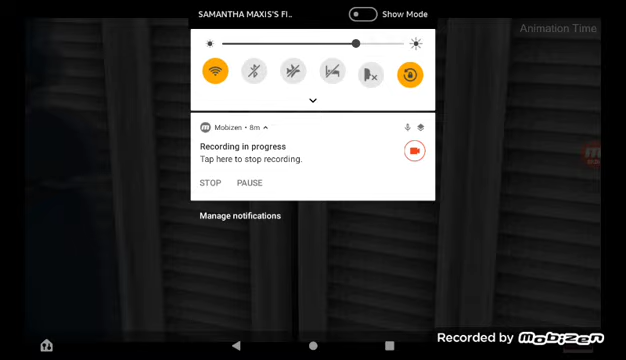 SAMANTHA MAXIS'S FI..
Show Mode
Animation Time
Mobizen • 8m
Recording in progress
Tap here to stop recording.
STOP
PAUSE
Manage notifications
Recorded by mobizen